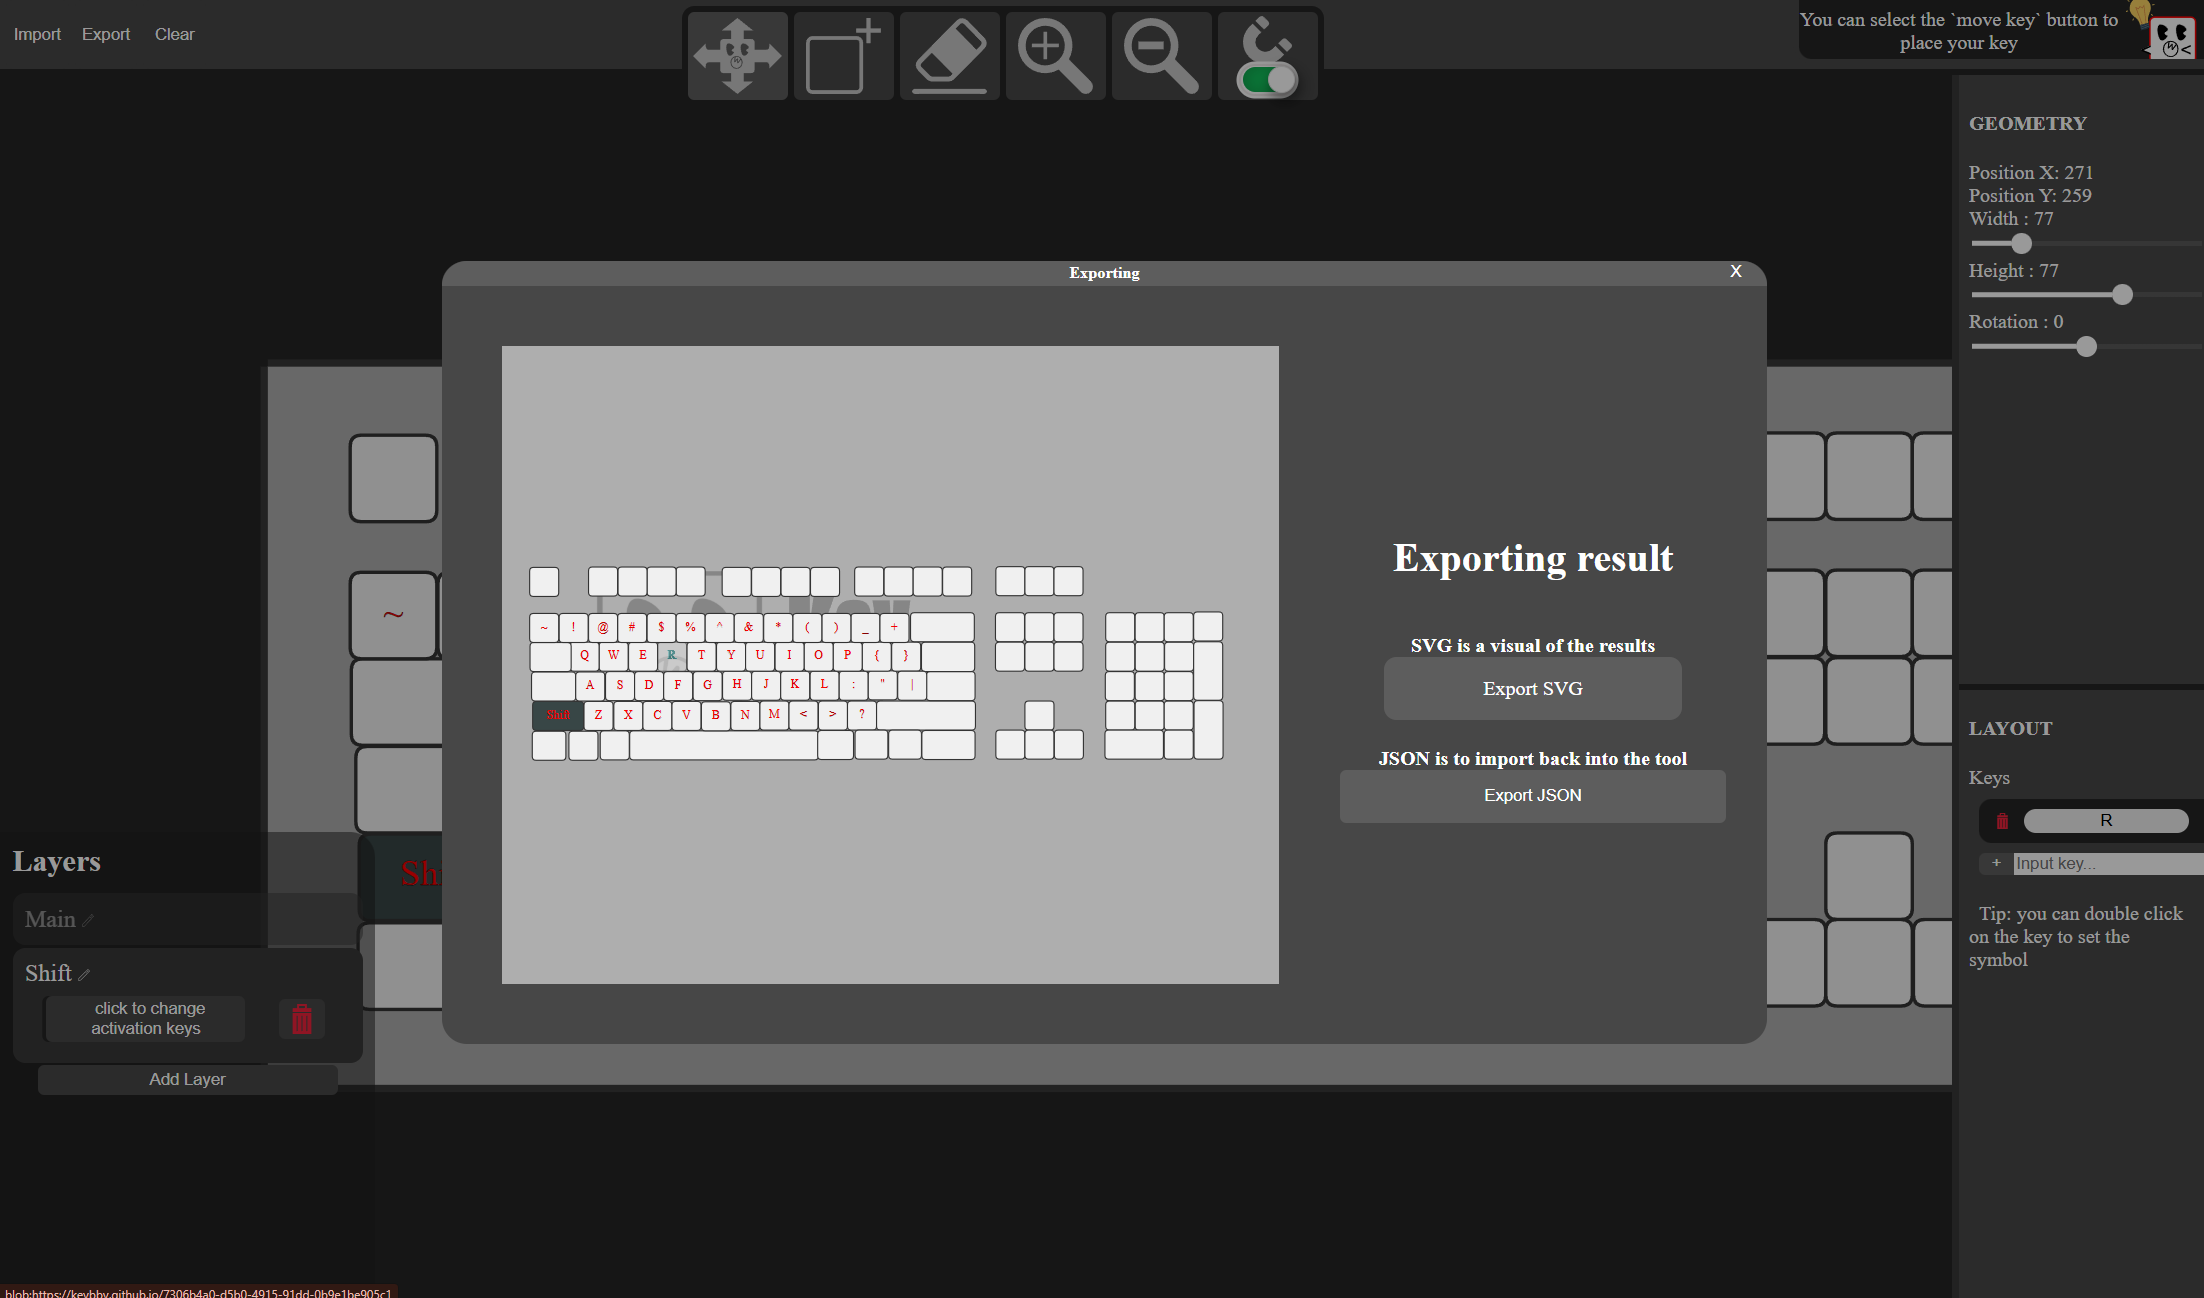 Import Export Clear
You can select the `move key` button to
place your key
GEOMETRY
Position X: 271
Position Y: 259
Width : 77
Height : 77
Rotation : 0
Exporting X
~ ! @ # $ % ^ & * ( ) _ +
Q W E R T Y U I O P { }
A S D F G H J K L : " |
Shift Z X C V B N M < > ?
Exporting result
SVG is a visual of the results
Export SVG
JSON is to import back into the tool
Export JSON
~
Layers
Main
Shift
click to change
activation keys
Add Layer
LAYOUT
Keys
R
+ Input key...
Tip: you can double click
on the key to set the
symbol
blob:https://keybby.github.io/7306b4a0-d5b0-4915-91dd-0b9e1be905c1